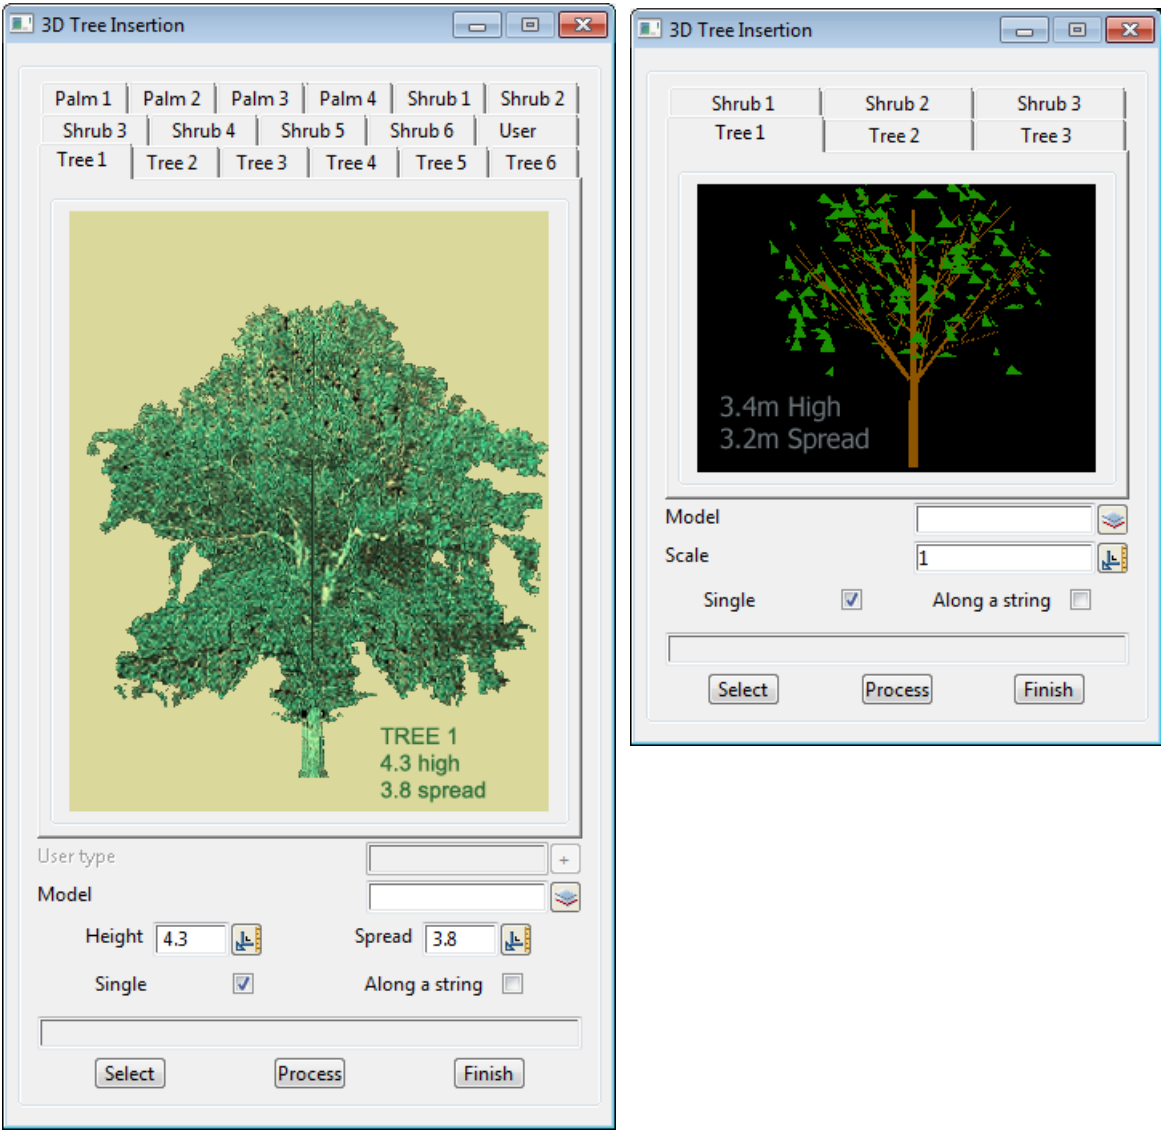 3D Tree Insertion
Palm 1 Palm 2 Palm 3 Palm 4 Shrub 1 Shrub 2
Shrub 3 Shrub 4 Shrub 5 Shrub 6 User
Tree 1 Tree 2 Tree 3 Tree 4 Tree 5 Tree 6
TREE 1
4.3 high
3.8 spread
User type +
Model
Height 4.3 Spread 3.8
Single Along a string
Select Process Finish
3D Tree Insertion
Shrub 1 Shrub 2 Shrub 3
Tree 1 Tree 2 Tree 3
3.4m High
3.2m Spread
Model
Scale 1
Single Along a string
Select Process Finish